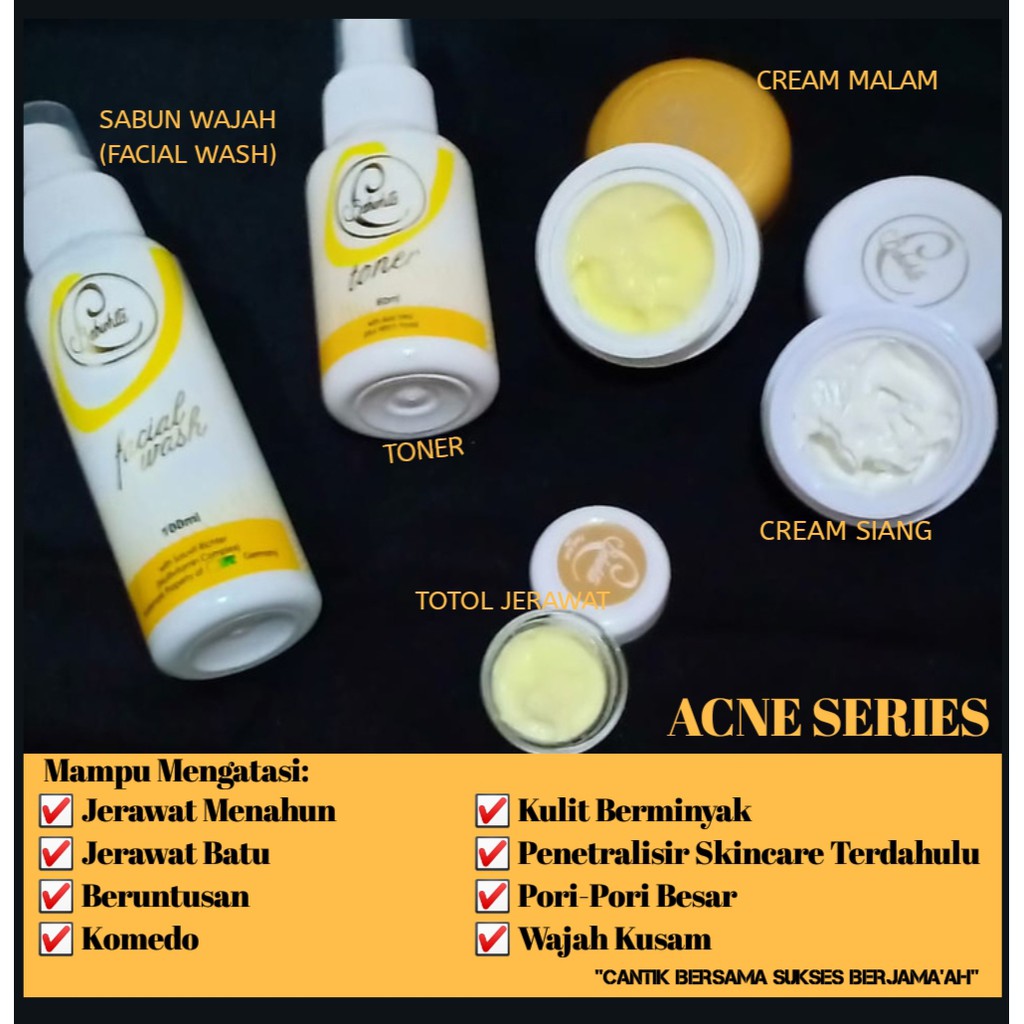 SABUN WAJAH
(FACIAL WASH)
CREAM MALAM
toner
60ml
TONER
facial
wash
100ml
CREAM SIANG
TOTOL JERAWAT
ACNE SERIES
Mampu Mengatasi:
Jerawat Menahun
Jerawat Batu
Beruntusan
Komedo
Kulit Berminyak
Penetralisir Skincare Terdahulu
Pori-Pori Besar
Wajah Kusam
"CANTIK BERSAMA SUKSES BERJAMA'AH"